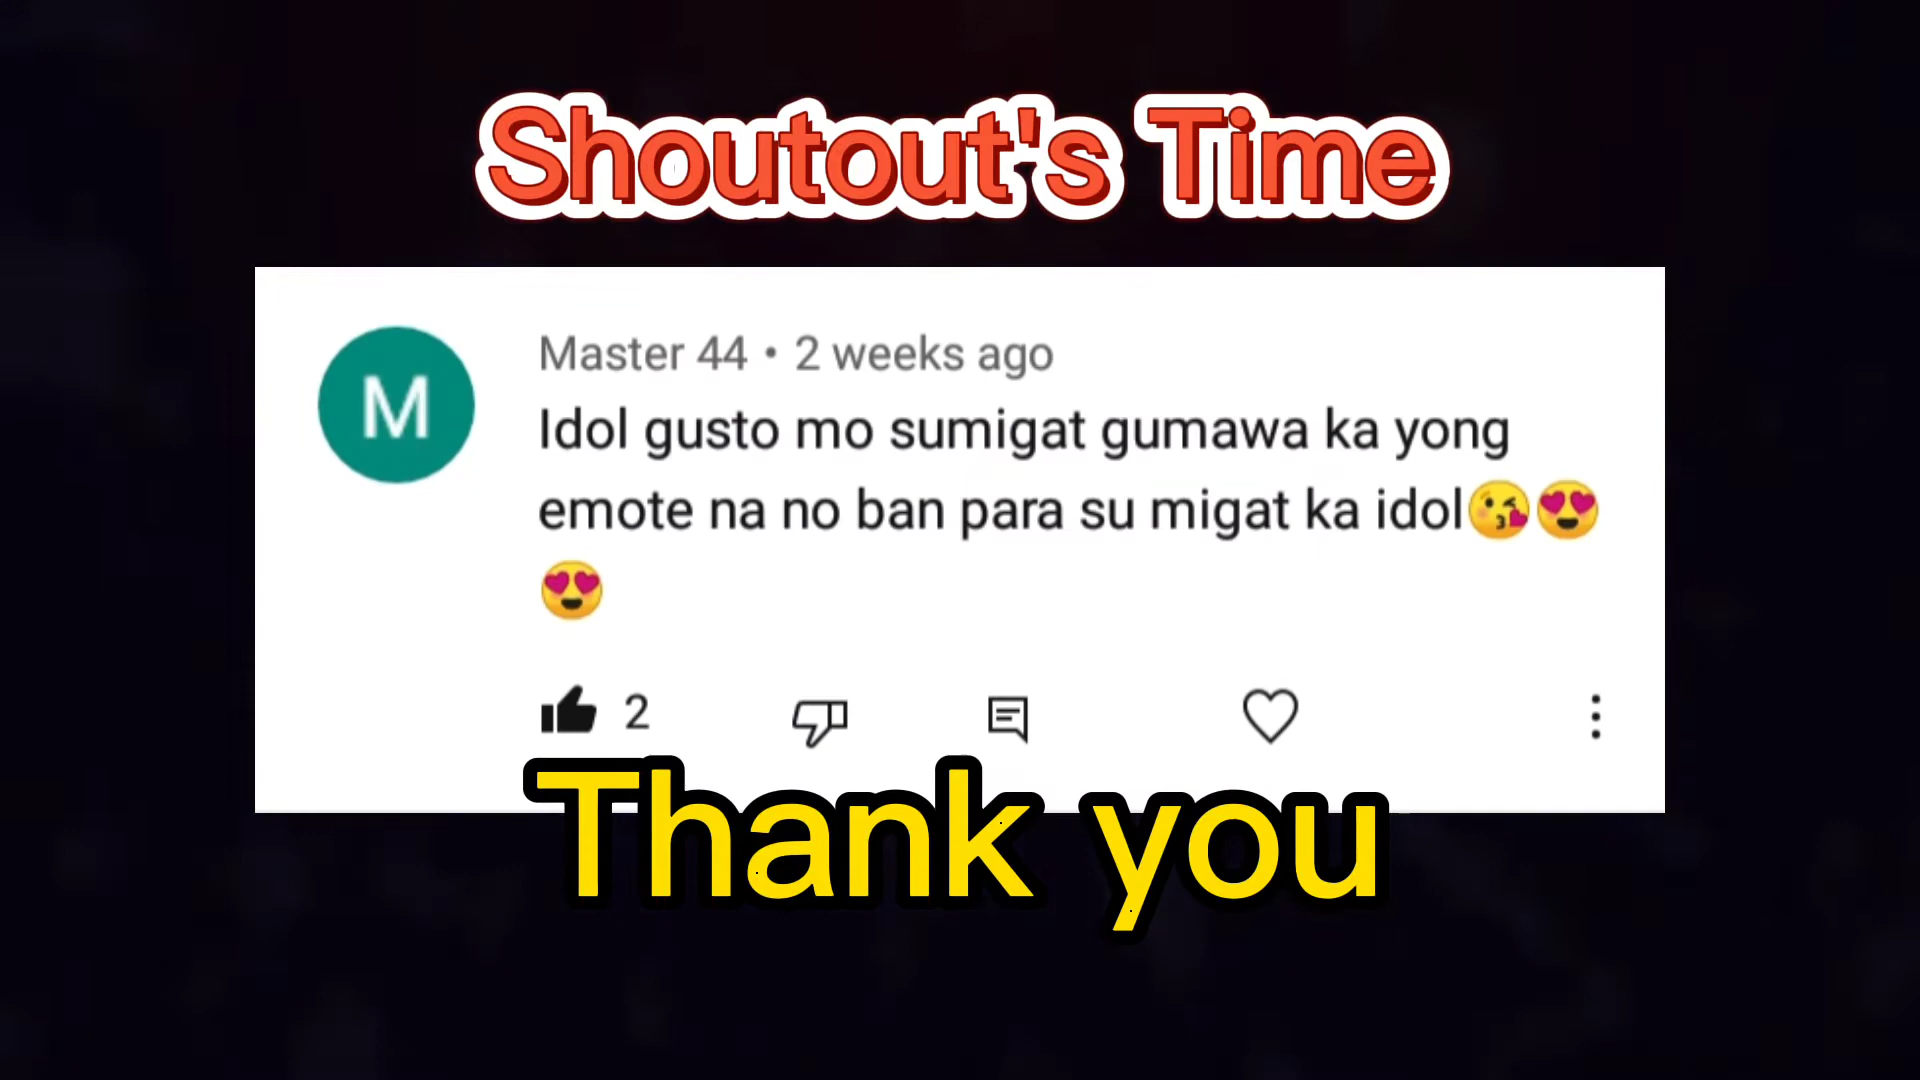 Shoutout's Time
M
Master 44 • 2 weeks ago
Idol gusto mo sumigat gumawa ka yong
emote na no ban para su migat ka idol😘😍
😍
2
Thank you